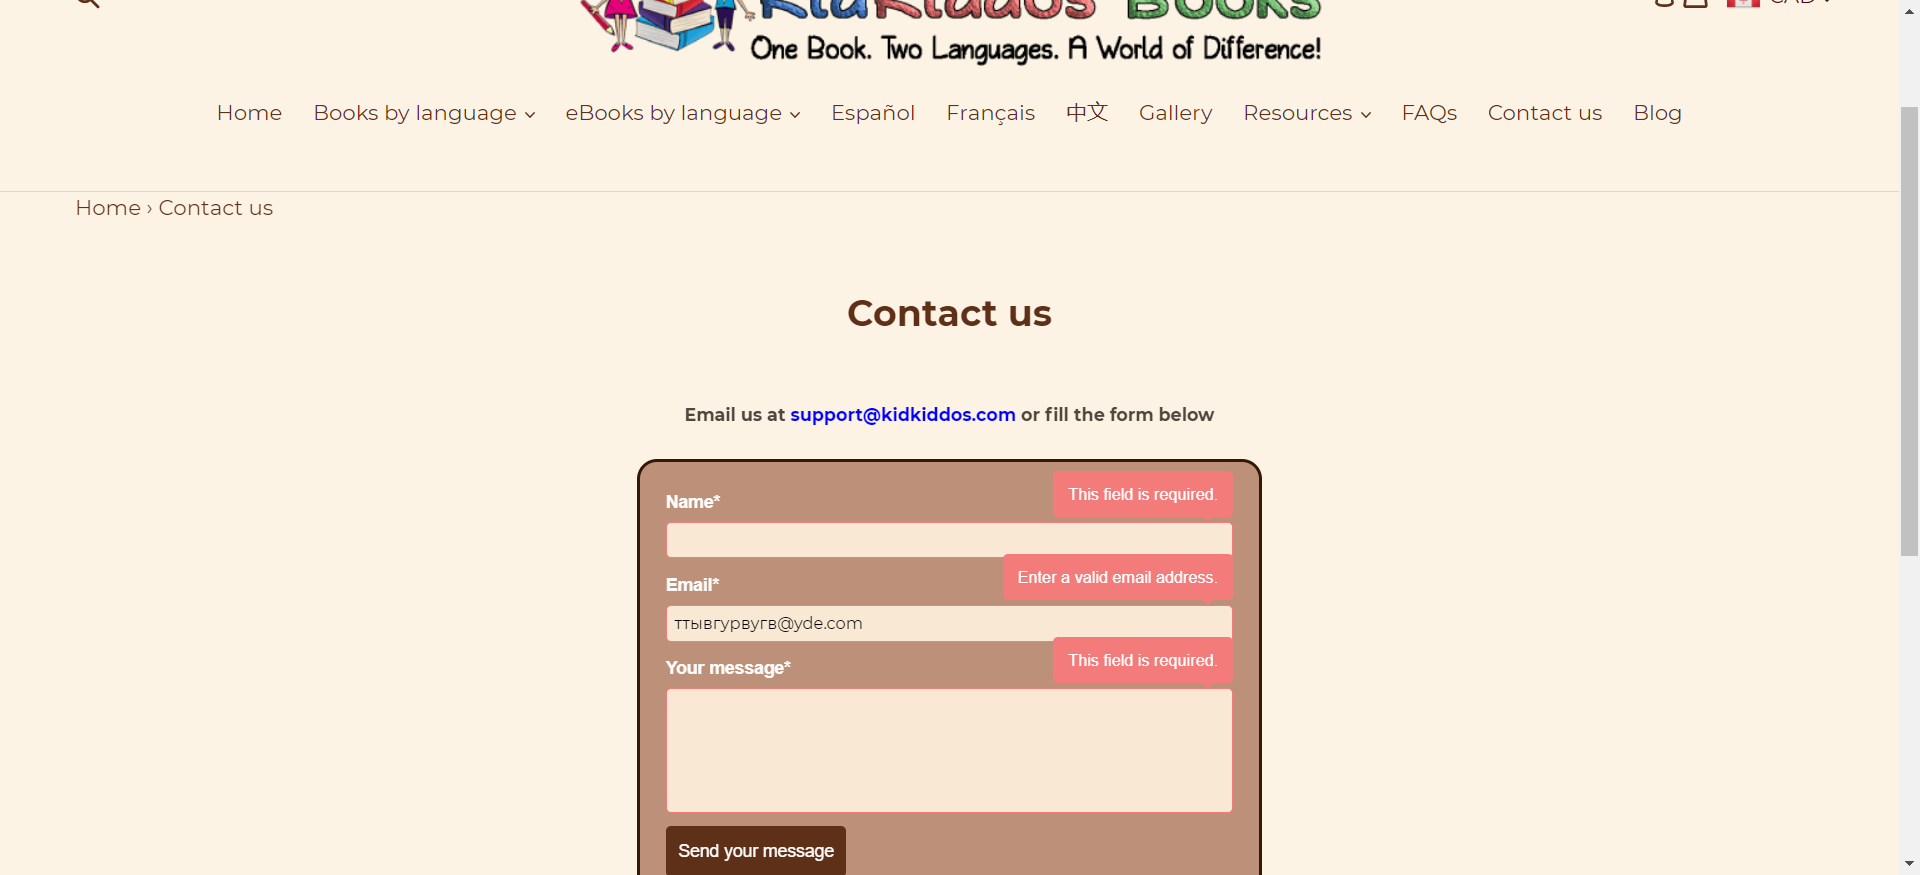 KidKiddos Books
One Book. Two Languages. A World of Difference!
CAD
Home Books by language eBooks by language Español Français 中文 Gallery Resources FAQs Contact us Blog
Home › Contact us
Contact us
Email us at support@kidkiddos.com or fill the form below
This field is required.
Name*
Enter a valid email address.
Email*
ттывгурвугв@yde.com
This field is required.
Your message*
Send your message